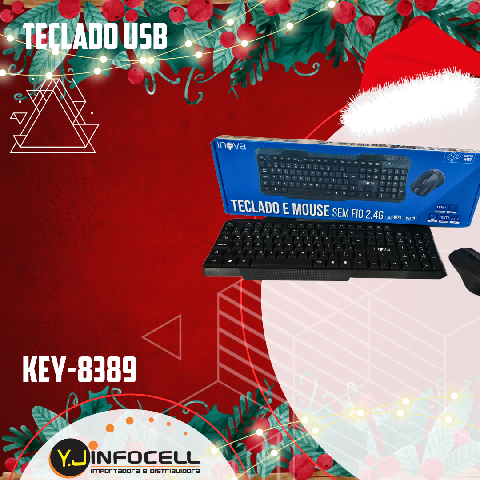 TECLADO USB
inova
TECLADO E MOUSE SEM FIO 2.4G
KEY-8389
Y.J INFOCELL
importadora e distribuidora